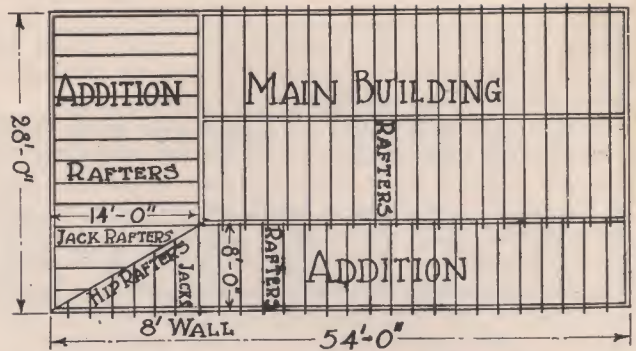 ADDITION
MAIN BUILDING
28'-0"
RAFTERS
RAFTERS
14'-0"
JACK RAFTERS
HIP RAFTERS
JACKS
8'-0"
RAFTERS
ADDITION
8' WALL
54'-0"